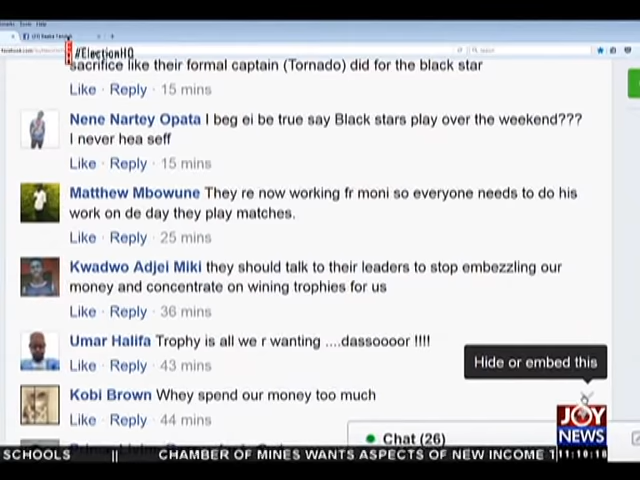 #ElectionHQ
sacrifice like their formal captain (Tornado) did for the black star
Like · Reply · 15 mins
Nene Nartey Opata I beg ei be true say Black stars play over the weekend???
I never hea seff
Like · Reply · 15 mins
Matthew Mbowune They re now working fr moni so everyone needs to do his
work on de day they play matches.
Like · Reply · 25 mins
Kwadwo Adjei Miki they should talk to their leaders to stop embezzling our
money and concentrate on wining trophies for us
Like · Reply · 36 mins
Umar Halifa Trophy is all we r wanting ....dassoooor !!!!
Like · Reply · 43 mins
Hide or embed this
Kobi Brown Whey spend our money too much
Like · Reply · 44 mins
Chat (26)
JOY
NEWS
SCHOOLS || CHAMBER OF MINES WANTS ASPECTS OF NEW INCOME T
11:10:18